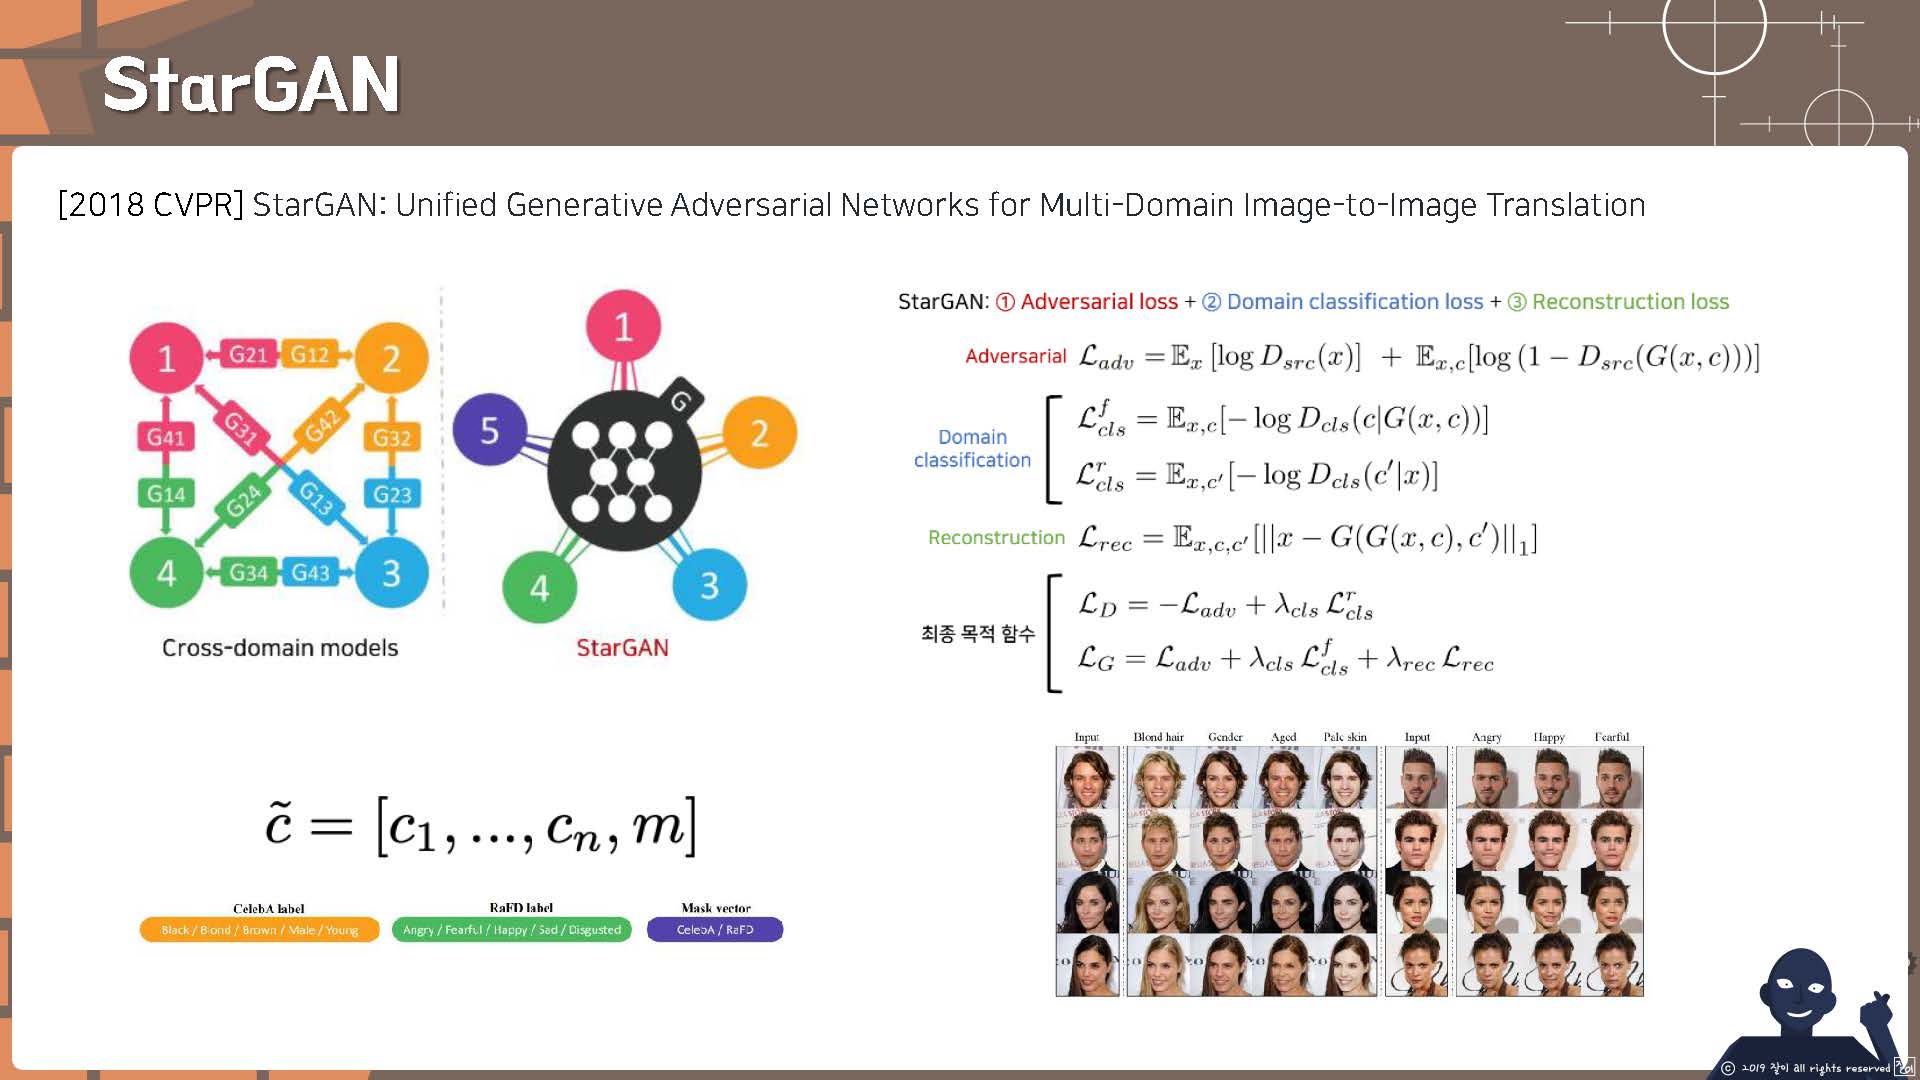 StarGAN
[2018 CVPR] StarGAN: Unified Generative Adversarial Networks for Multi-Domain Image-to-Image Translation
1 G21 G12 2
G41 G31 G42 G32
G14 G24 G13 G23
4 G34 G43 3
Cross-domain models
1
G
5 2
4 3
StarGAN
StarGAN: ① Adversarial loss + ② Domain classification loss + ③ Reconstruction loss
Adversarial $\mathcal{L}_{adv} = \mathbb{E}_x [\log D_{src}(x)] + \mathbb{E}_{x,c}[\log (1 - D_{src}(G(x, c)))]$
Domain
classification
$\mathcal{L}_{cls}^{f} = \mathbb{E}_{x,c}[-\log D_{cls}(c|G(x, c))]$
$\mathcal{L}_{cls}^{r} = \mathbb{E}_{x,c'}[-\log D_{cls}(c'|x)]$
Reconstruction $\mathcal{L}_{rec} = \mathbb{E}_{x,c,c'}[||x - G(G(x, c), c')||_1]$
최종 목적 함수
$\mathcal{L}_D = -\mathcal{L}_{adv} + \lambda_{cls} \mathcal{L}_{cls}^{r}$
$\mathcal{L}_G = \mathcal{L}_{adv} + \lambda_{cls} \mathcal{L}_{cls}^{f} + \lambda_{rec} \mathcal{L}_{rec}$
$\tilde{c} = [c_1, ..., c_n, m]$
CelebA label RaFD label Mask vector
Black / Blond / Brown / Male / Young Angry / Fearful / Happy / Sad / Disgusted CelebA / RaFD
Input Blond hair Gender Aged Pale skin Input Angry Happy Fearful
ⓒ 2019 잘이 all rights reserved